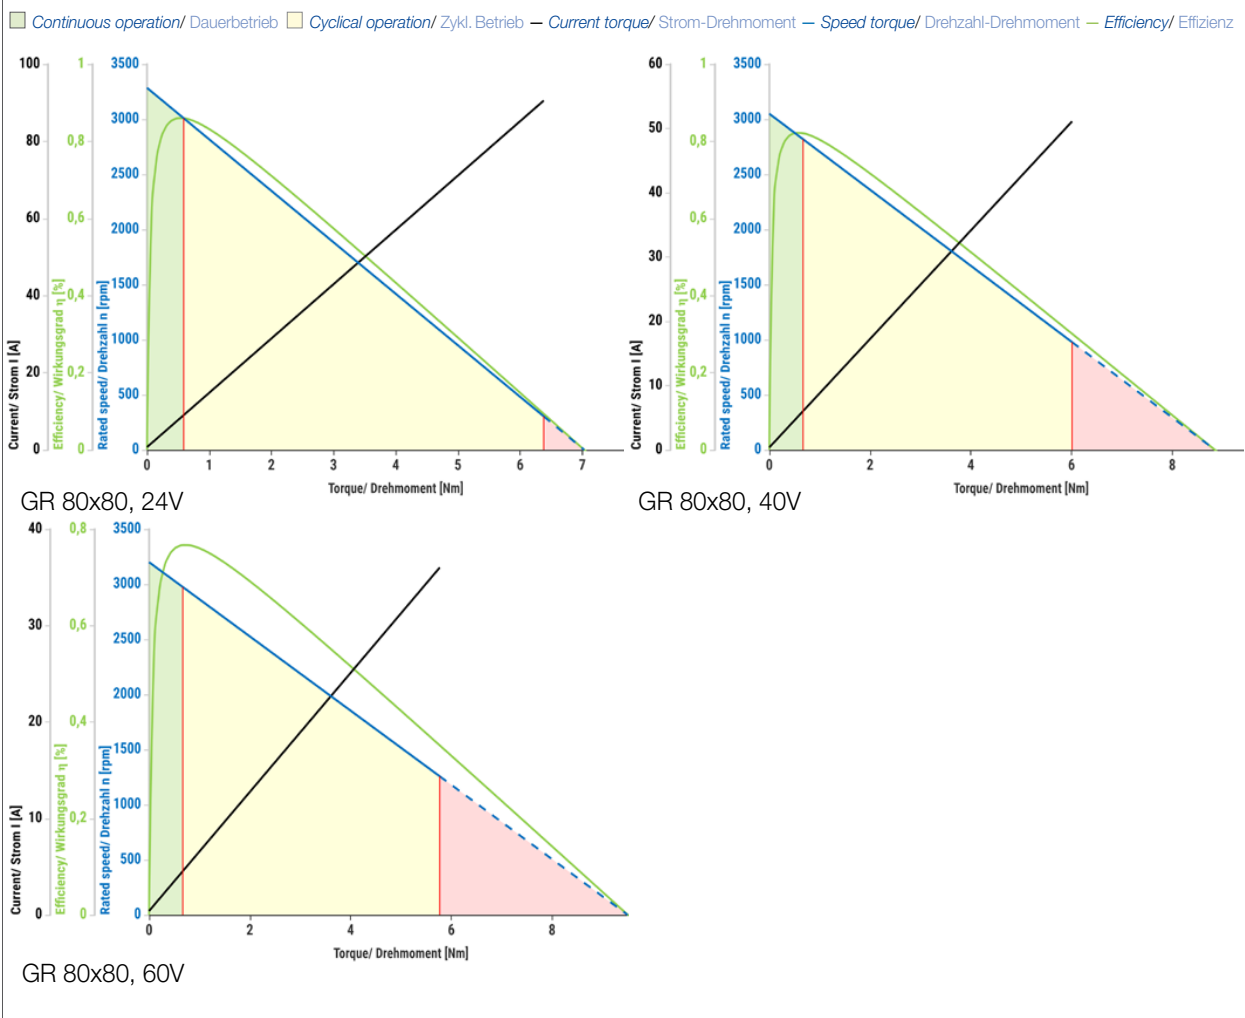 Continuous operation/ Dauerbetrieb Cyclical operation/ Zykl. Betrieb Current torque/ Strom-Drehmoment Speed torque/ Drehzahl-Drehmoment Efficiency/ Effizienz
100 80 60 40 20 0
Current/ Strom I [A]
1 0,8 0,6 0,4 0,2 0
Efficiency/ Wirkungsgrad η [%]
3500 3000 2500 2000 1500 1000 500 0
Rated speed/ Drehzahl n [rpm]
0 1 2 3 4 5 6 7
Torque/ Drehmoment [Nm]
GR 80x80, 24V
60 50 40 30 20 10 0
Current/ Strom I [A]
1 0,8 0,6 0,4 0,2 0
Efficiency/ Wirkungsgrad η [%]
3500 3000 2500 2000 1500 1000 500 0
Rated speed/ Drehzahl n [rpm]
0 2 4 6 8
Torque/ Drehmoment [Nm]
GR 80x80, 40V
40 30 20 10 0
Current/ Strom I [A]
0,8 0,6 0,4 0,2 0
Efficiency/ Wirkungsgrad η [%]
3500 3000 2500 2000 1500 1000 500 0
Rated speed/ Drehzahl n [rpm]
0 2 4 6 8
Torque/ Drehmoment [Nm]
GR 80x80, 60V